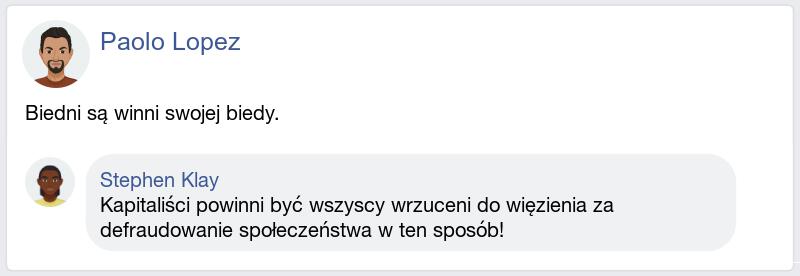 Paolo Lopez
Biedni są winni swojej biedy.
Stephen Klay
Kapitaliści powinni być wszyscy wrzuceni do więzienia za
defraudowanie społeczeństwa w ten sposób!